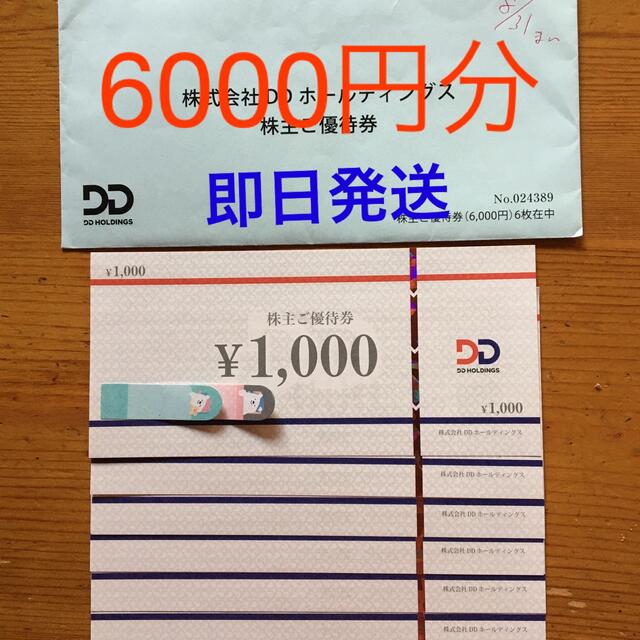 8/31まで
6000円分
株式会社DDホールディングス
株主ご優待券
即日発送
DD
DD HOLDINGS
No.024389
株主ご優待券(6,000円)6枚在中
¥1,000
株主ご優待券
¥1,000
DD
DD HOLDINGS
¥1,000
株式会社DDホールディングス
株式会社DDホールディングス
株式会社DDホールディングス
株式会社DDホールディングス
株式会社DDホールディングス
株式会社DDホールディングス